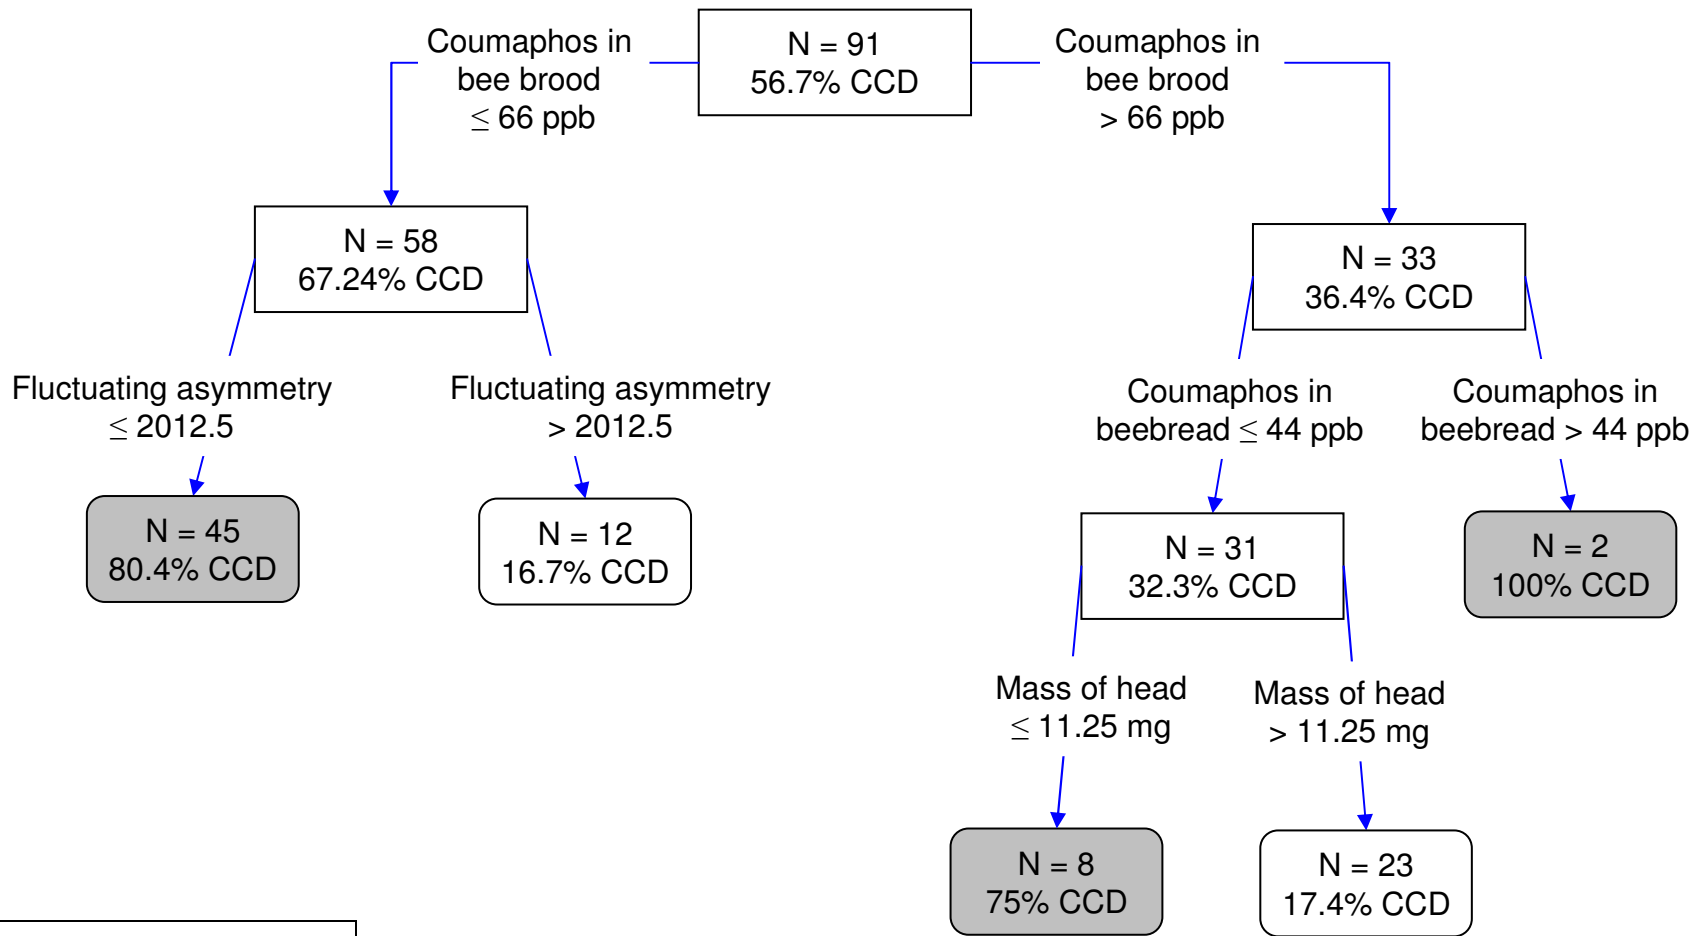 N = 91
56.7% CCD
Coumaphos in
bee brood
≤ 66 ppb
Coumaphos in
bee brood
> 66 ppb
N = 58
67.24% CCD
N = 33
36.4% CCD
Fluctuating asymmetry
≤ 2012.5
Fluctuating asymmetry
> 2012.5
Coumaphos in
beebread ≤ 44 ppb
Coumaphos in
beebread > 44 ppb
N = 45
80.4% CCD
N = 12
16.7% CCD
N = 31
32.3% CCD
N = 2
100% CCD
Mass of head
≤ 11.25 mg
Mass of head
> 11.25 mg
N = 8
75% CCD
N = 23
17.4% CCD